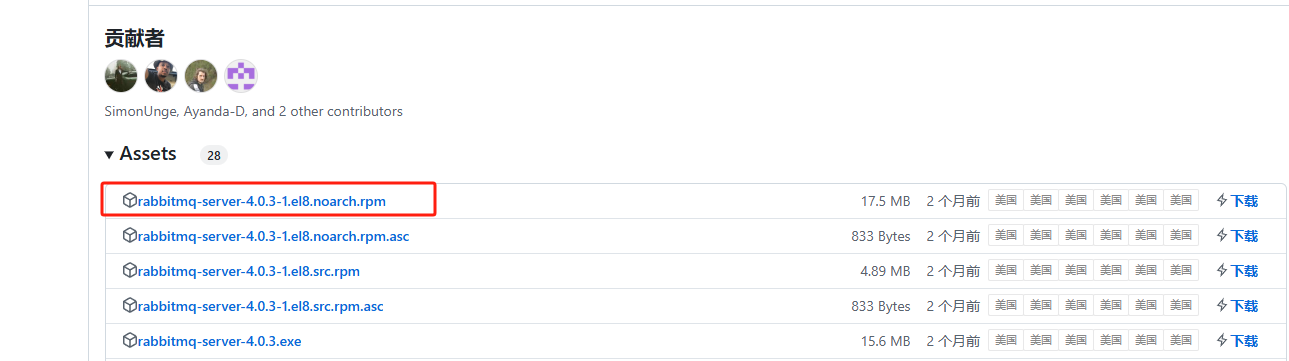 贡献者
SimonUnge, Ayanda-D, and 2 other contributors
Assets 28
rabbitmq-server-4.0.3-1.el8.noarch.rpm 17.5 MB 2 个月前 美国 美国 美国 美国 美国 美国 下载
rabbitmq-server-4.0.3-1.el8.noarch.rpm.asc 833 Bytes 2 个月前 美国 美国 美国 美国 美国 美国 下载
rabbitmq-server-4.0.3-1.el8.src.rpm 4.89 MB 2 个月前 美国 美国 美国 美国 美国 美国 下载
rabbitmq-server-4.0.3-1.el8.src.rpm.asc 833 Bytes 2 个月前 美国 美国 美国 美国 美国 美国 下载
rabbitmq-server-4.0.3.exe 15.6 MB 2 个月前 美国 美国 美国 美国 美国 美国 下载